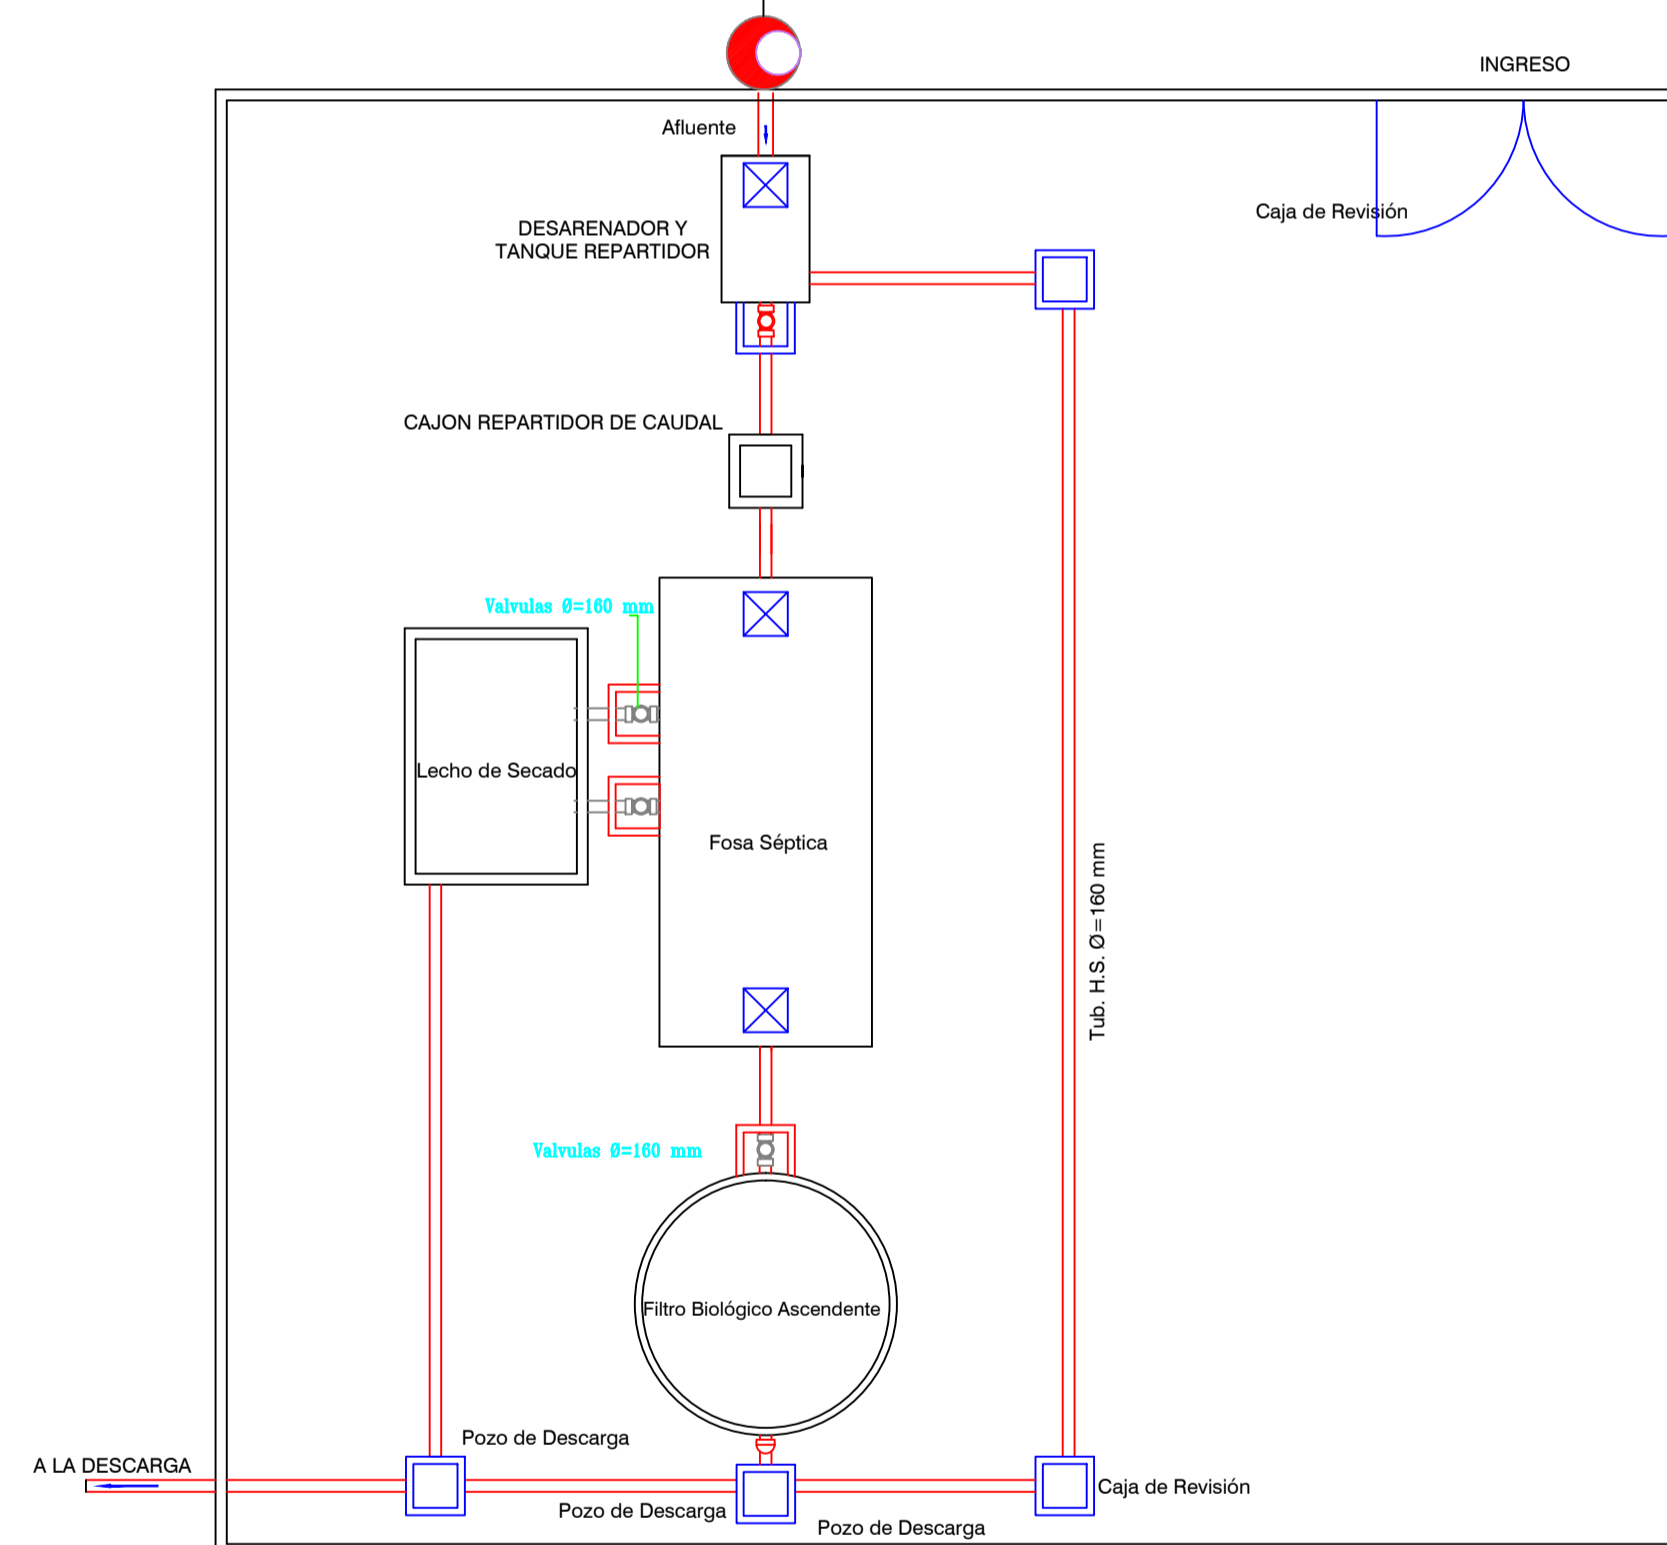 INGRESO
Afluente
Caja de Revisión
DESARENADOR Y
TANQUE REPARTIDOR
CAJON REPARTIDOR DE CAUDAL
Valvulas Ø=160 mm
Lecho de Secado
Fosa Séptica
Tub. H.S. Ø=160 mm
Valvulas Ø=160 mm
Filtro Biológico Ascendente
Pozo de Descarga
A LA DESCARGA
Caja de Revisión
Pozo de Descarga
Pozo de Descarga